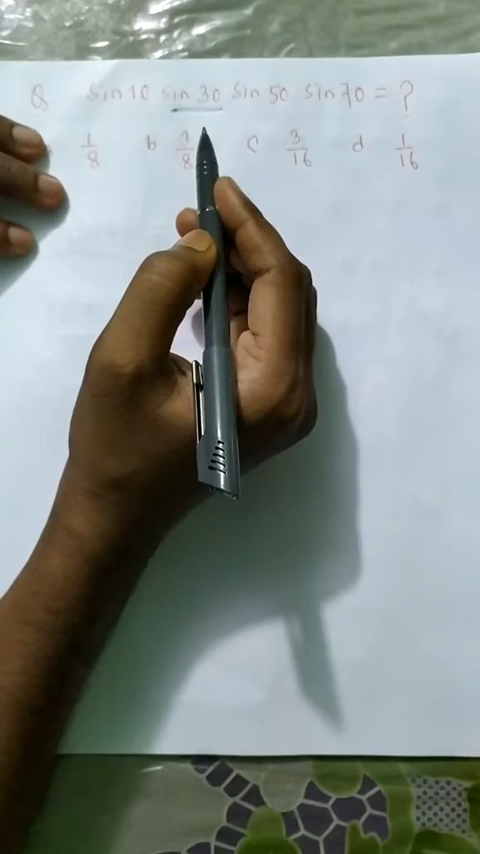 Q sin 10 sin 30 sin 50 sin 70 = ?
1/8 b 3/8 c 3/16 d 1/16